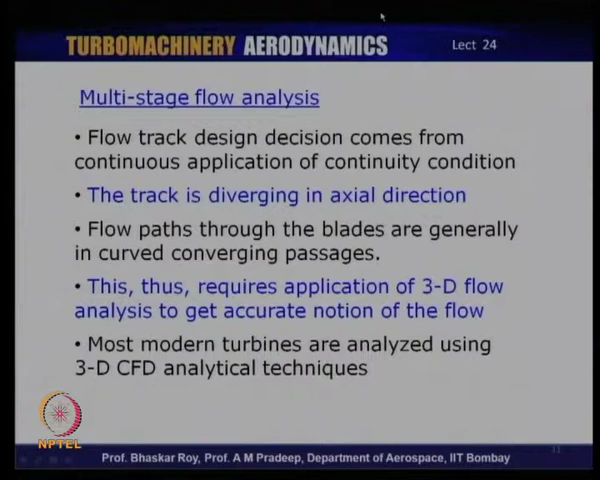 TURBOMACHINERY AERODYNAMICS Lect 24
Multi-stage flow analysis
• Flow track design decision comes from
continuous application of continuity condition
• The track is diverging in axial direction
• Flow paths through the blades are generally
in curved converging passages.
• This, thus, requires application of 3-D flow
analysis to get accurate notion of the flow
• Most modern turbines are analyzed using
3-D CFD analytical techniques
NPTEL
Prof. Bhaskar Roy, Prof. A M Pradeep, Department of Aerospace, IIT Bombay
11